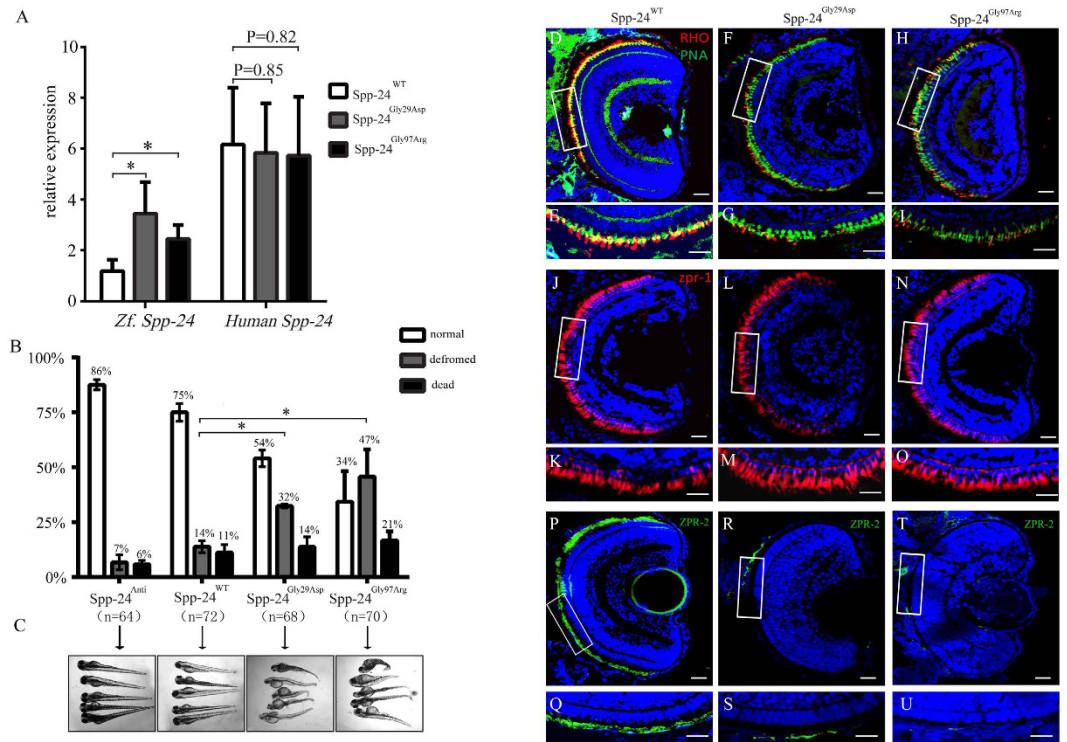 A
10
8
6
4
2
0
relative expression
P=0.82
P=0.85
*
*
Zf. Spp-24
Human Spp-24
Spp-24WT
Spp-24Gly29Asp
Spp-24Gly97Arg
B
normal
defromed
dead
100%
75%
50%
25%
0%
86%
7%
6%
75%
14%
11%
54%
32%
14%
34%
47%
21%
*
*
Spp-24Anti
(n=64)
Spp-24WT
(n=72)
Spp-24Gly29Asp
(n=68)
Spp-24Gly97Arg
(n=70)
C
Spp-24WT
Spp-24Gly29Asp
Spp-24Gly97Arg
D
RHO
PNA
F
H
E
G
I
J
zpr-1
L
N
K
M
O
P
ZPR-2
R
ZPR-2
T
ZPR-2
Q
S
U